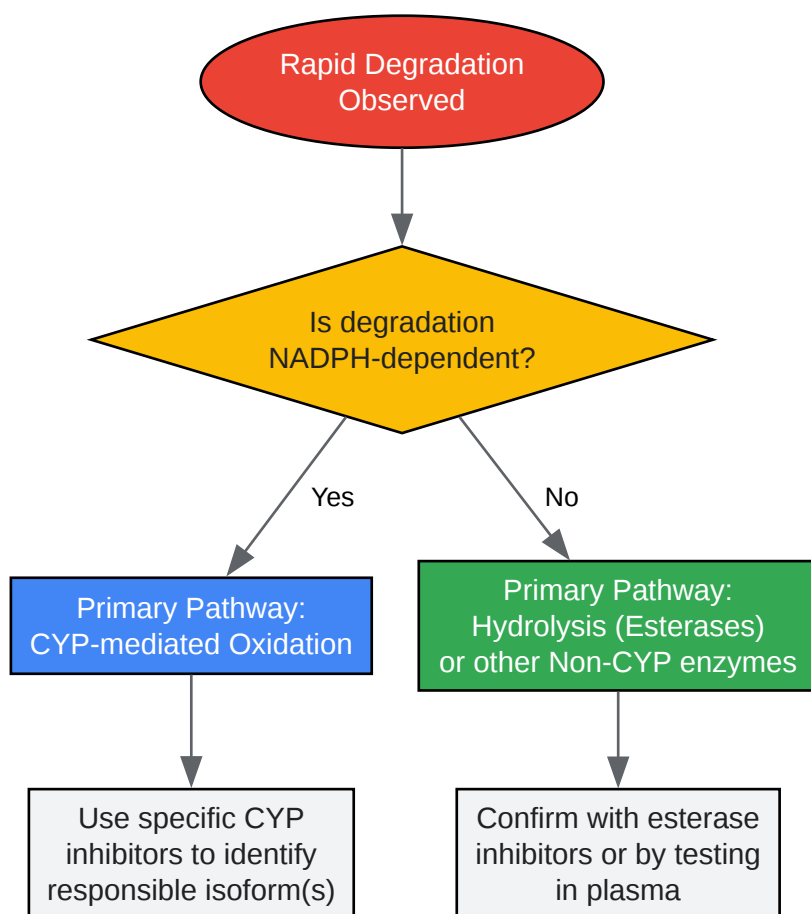 Rapid Degradation
Observed
Is degradation
NADPH-dependent?
Yes
No
Primary Pathway:
CYP-mediated Oxidation
Primary Pathway:
Hydrolysis (Esterases)
or other Non-CYP enzymes
Use specific CYP
inhibitors to identify
responsible isoform(s)
Confirm with esterase
inhibitors or by testing
in plasma